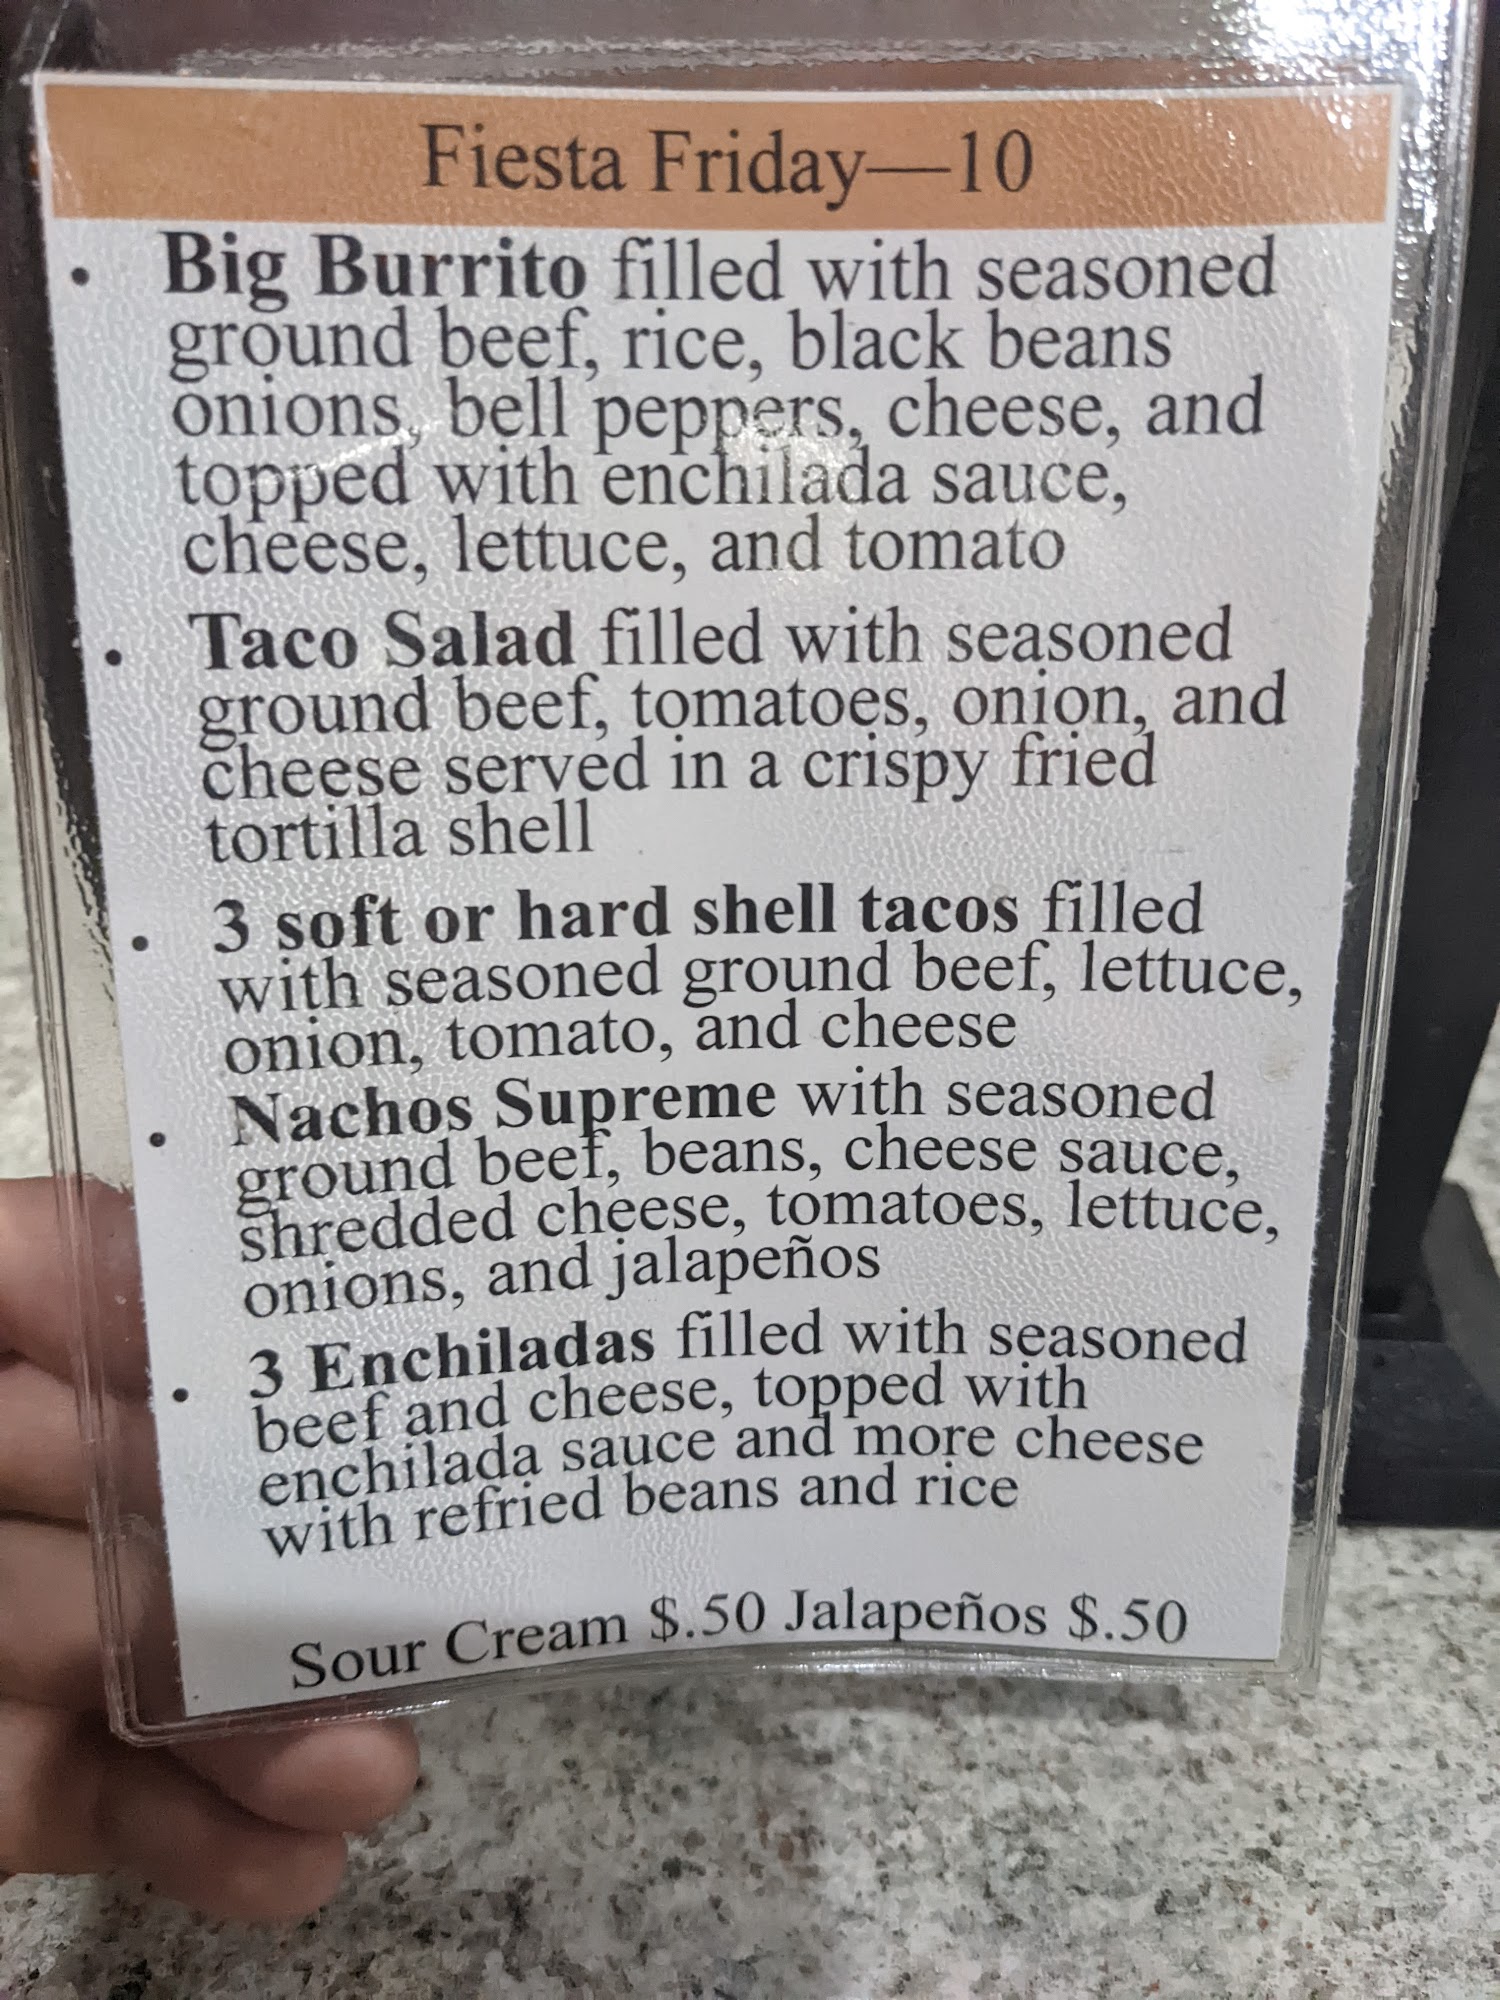 Fiesta Friday—10
• Big Burrito filled with seasoned
ground beef, rice, black beans
onions, bell peppers, cheese, and
topped with enchilada sauce,
cheese, lettuce, and tomato
• Taco Salad filled with seasoned
ground beef, tomatoes, onion, and
cheese served in a crispy fried
tortilla shell
• 3 soft or hard shell tacos filled
with seasoned ground beef, lettuce,
onion, tomato, and cheese
• Nachos Supreme with seasoned
ground beef, beans, cheese sauce,
shredded cheese, tomatoes, lettuce,
onions, and jalapeños
• 3 Enchiladas filled with seasoned
beef and cheese, topped with
enchilada sauce and more cheese
with refried beans and rice
Sour Cream $.50 Jalapeños $.50